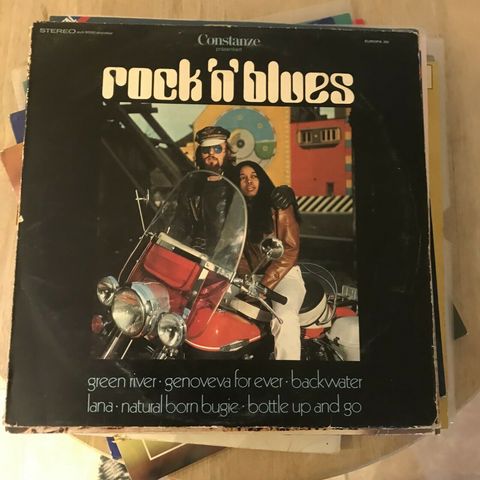 STEREO
Constanze
präsentiert
EUROPA
rock 'n' blues
green river · genoveva for ever · backwater
lana · natural born bugie · bottle up and go